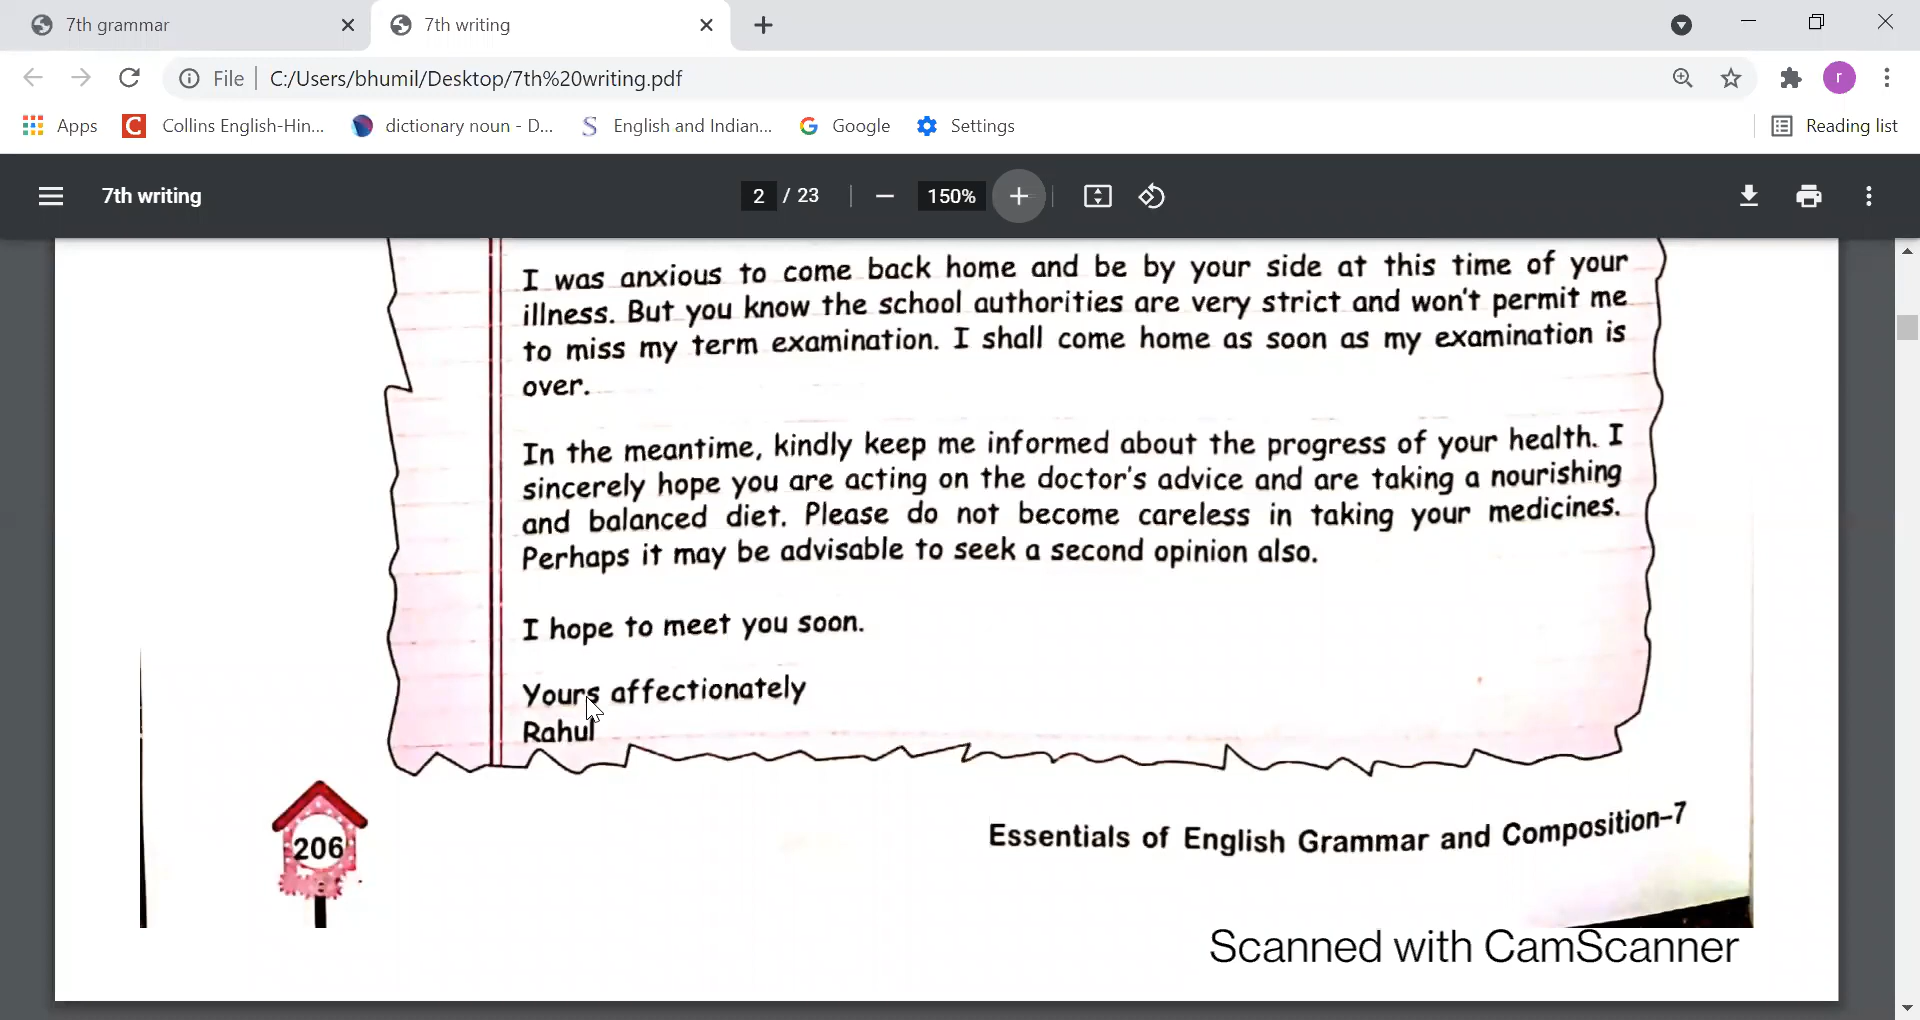 7th grammar
7th writing
File
C:/Users/bhumil/Desktop/7th%20writing.pdf
r
Apps
Collins English-Hin...
dictionary noun - D...
English and Indian...
Google
Settings
Reading list
7th writing
2 / 23
150%
I was anxious to come back home and be by your side at this time of your
illness. But you know the school authorities are very strict and won't permit me
to miss my term examination. I shall come home as soon as my examination is
over.
In the meantime, kindly keep me informed about the progress of your health. I
sincerely hope you are acting on the doctor's advice and are taking a nourishing
and balanced diet. Please do not become careless in taking your medicines.
Perhaps it may be advisable to seek a second opinion also.
I hope to meet you soon.
Yours affectionately
Rahul
206
Essentials of English Grammar and Composition-7
Scanned with CamScanner